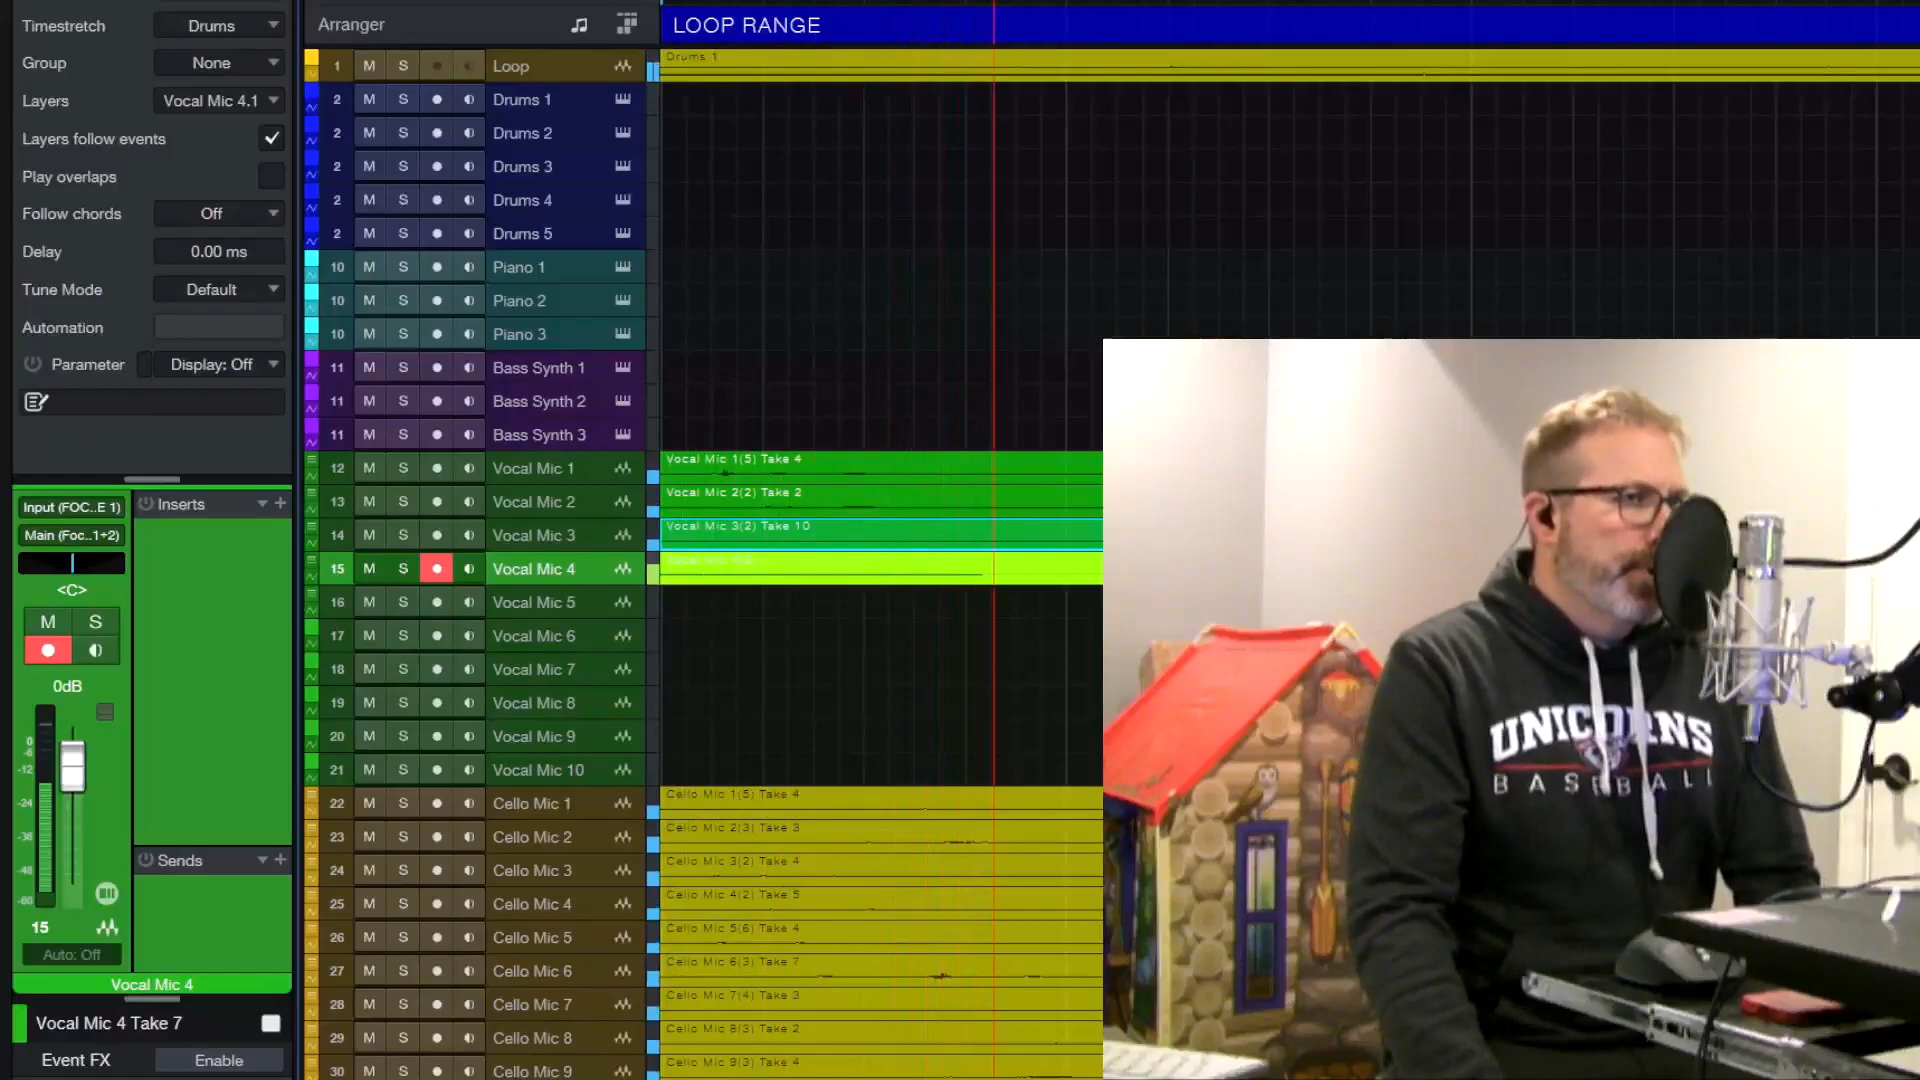 Timestretch Drums
Group None
Layers Vocal Mic 4.1
Layers follow events
Play overlaps
Follow chords Off
Delay 0.00 ms
Tune Mode Default
Automation
Parameter Display: Off
Input (FOC..E 1)
Main (Foc..1+2)
<C>
M S
0dB
0
-6
-12
-24
-36
-48
-60
15
Auto: Off
Inserts
Sends
Vocal Mic 4
Vocal Mic 4 Take 7
Event FX Enable
Arranger
LOOP RANGE
1 M S Loop
Drums 1
2 M S Drums 1
2 M S Drums 2
2 M S Drums 3
2 M S Drums 4
2 M S Drums 5
10 M S Piano 1
10 M S Piano 2
10 M S Piano 3
11 M S Bass Synth 1
11 M S Bass Synth 2
11 M S Bass Synth 3
12 M S Vocal Mic 1
Vocal Mic 1(5) Take 4
13 M S Vocal Mic 2
Vocal Mic 2(2) Take 2
14 M S Vocal Mic 3
Vocal Mic 3(2) Take 10
15 M S Vocal Mic 4
16 M S Vocal Mic 5
17 M S Vocal Mic 6
18 M S Vocal Mic 7
19 M S Vocal Mic 8
20 M S Vocal Mic 9
21 M S Vocal Mic 10
22 M S Cello Mic 1
Cello Mic 1(5) Take 4
23 M S Cello Mic 2
Cello Mic 2(3) Take 3
24 M S Cello Mic 3
Cello Mic 3(2) Take 4
25 M S Cello Mic 4
Cello Mic 4(2) Take 5
26 M S Cello Mic 5
Cello Mic 5(6) Take 4
27 M S Cello Mic 6
Cello Mic 6(3) Take 7
28 M S Cello Mic 7
Cello Mic 7(4) Take 3
29 M S Cello Mic 8
Cello Mic 8(3) Take 2
30 M S Cello Mic 9
Cello Mic 9(3) Take 4
UNICORNS
BASEBALL